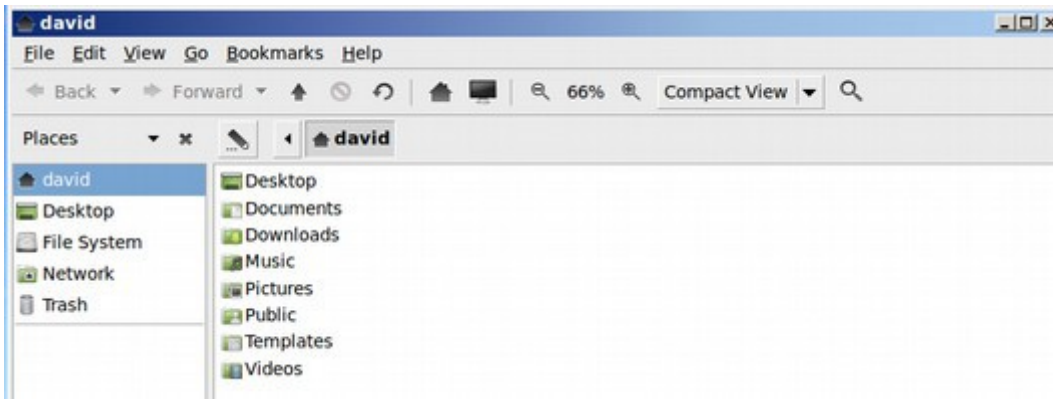 david
File Edit View Go Bookmarks Help
Back Forward 66% Compact View
Places david
david
Desktop
File System
Network
Trash
Desktop
Documents
Downloads
Music
Pictures
Public
Templates
Videos